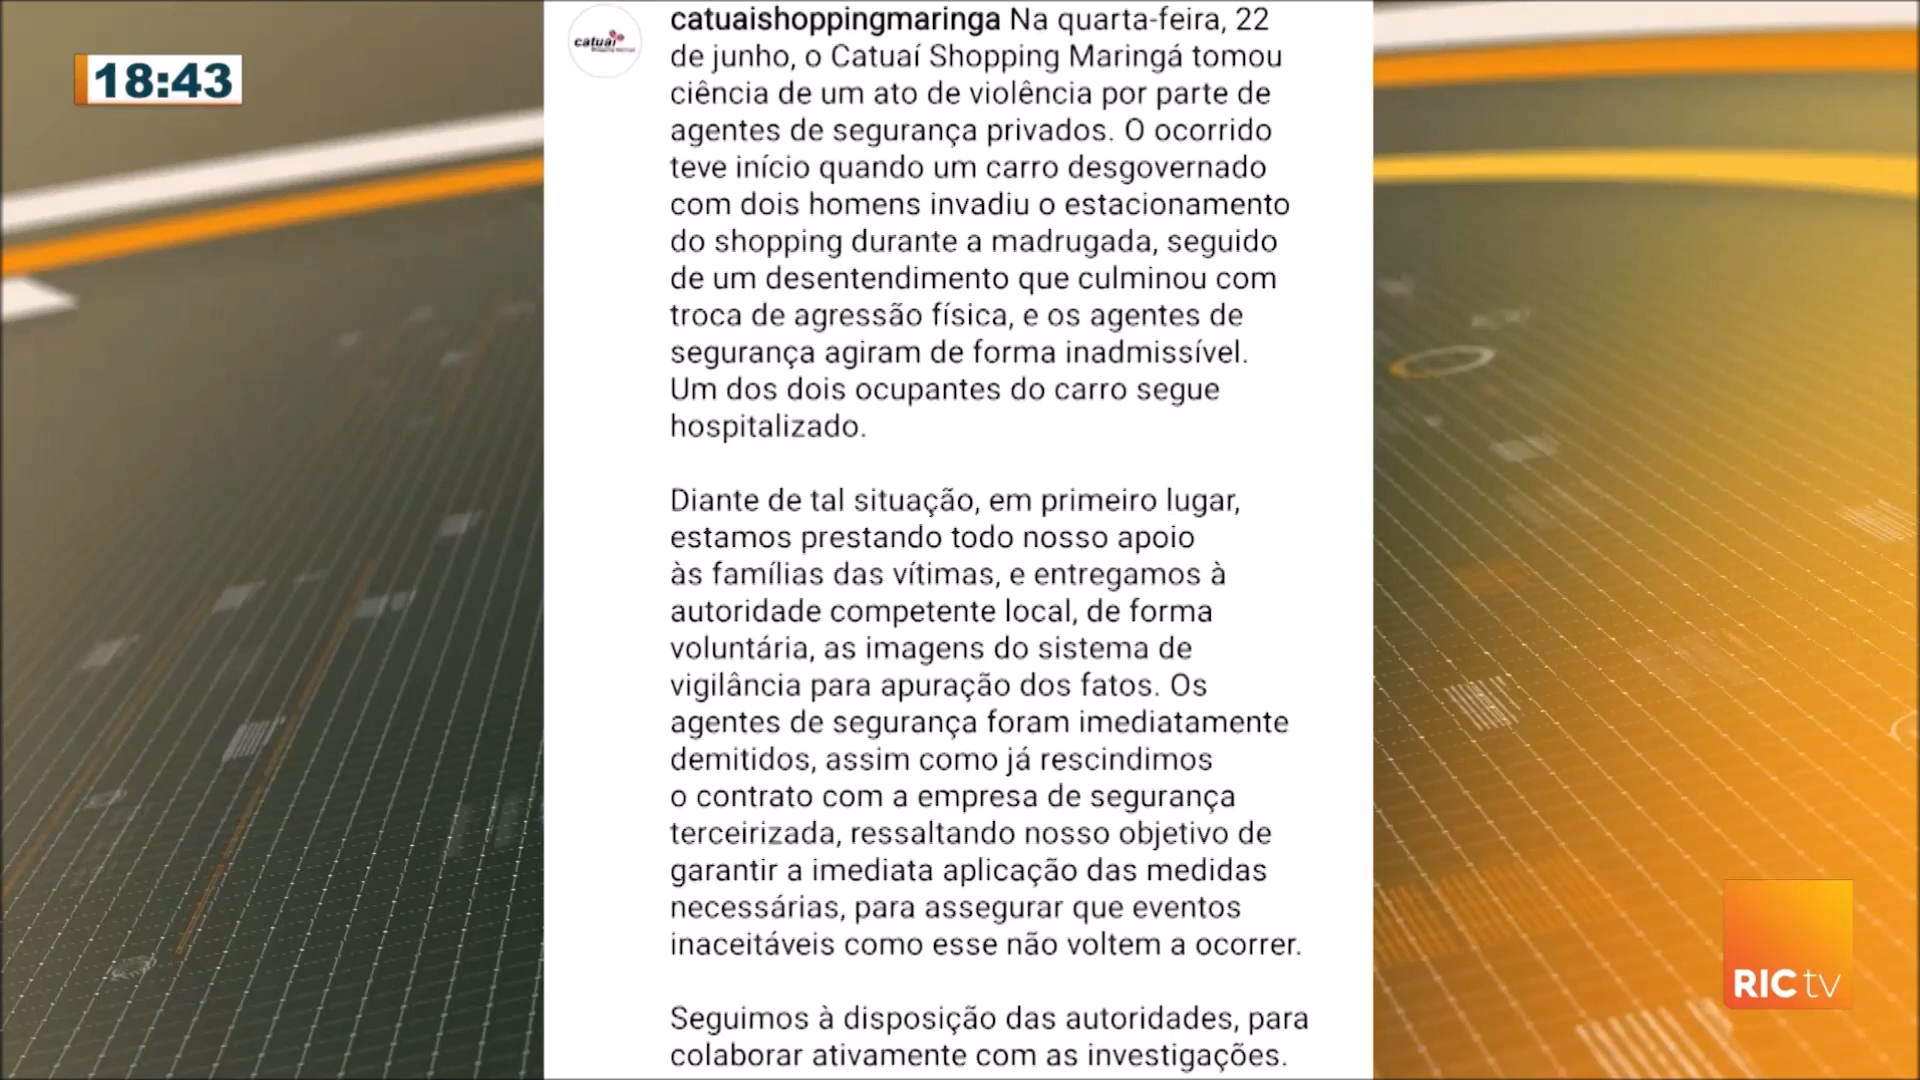 18:43
catuaí
catuaishoppingmaringa Na quarta-feira, 22
de junho, o Catuaí Shopping Maringá tomou
ciência de um ato de violência por parte de
agentes de segurança privados. O ocorrido
teve início quando um carro desgovernado
com dois homens invadiu o estacionamento
do shopping durante a madrugada, seguido
de um desentendimento que culminou com
troca de agressão física, e os agentes de
segurança agiram de forma inadmissível.
Um dos dois ocupantes do carro segue
hospitalizado.
Diante de tal situação, em primeiro lugar,
estamos prestando todo nosso apoio
às famílias das vítimas, e entregamos à
autoridade competente local, de forma
voluntária, as imagens do sistema de
vigilância para apuração dos fatos. Os
agentes de segurança foram imediatamente
demitidos, assim como já rescindimos
o contrato com a empresa de segurança
terceirizada, ressaltando nosso objetivo de
garantir a imediata aplicação das medidas
necessárias, para assegurar que eventos
inaceitáveis como esse não voltem a ocorrer.
Seguimos à disposição das autoridades, para
colaborar ativamente com as investigações.
RIC tv